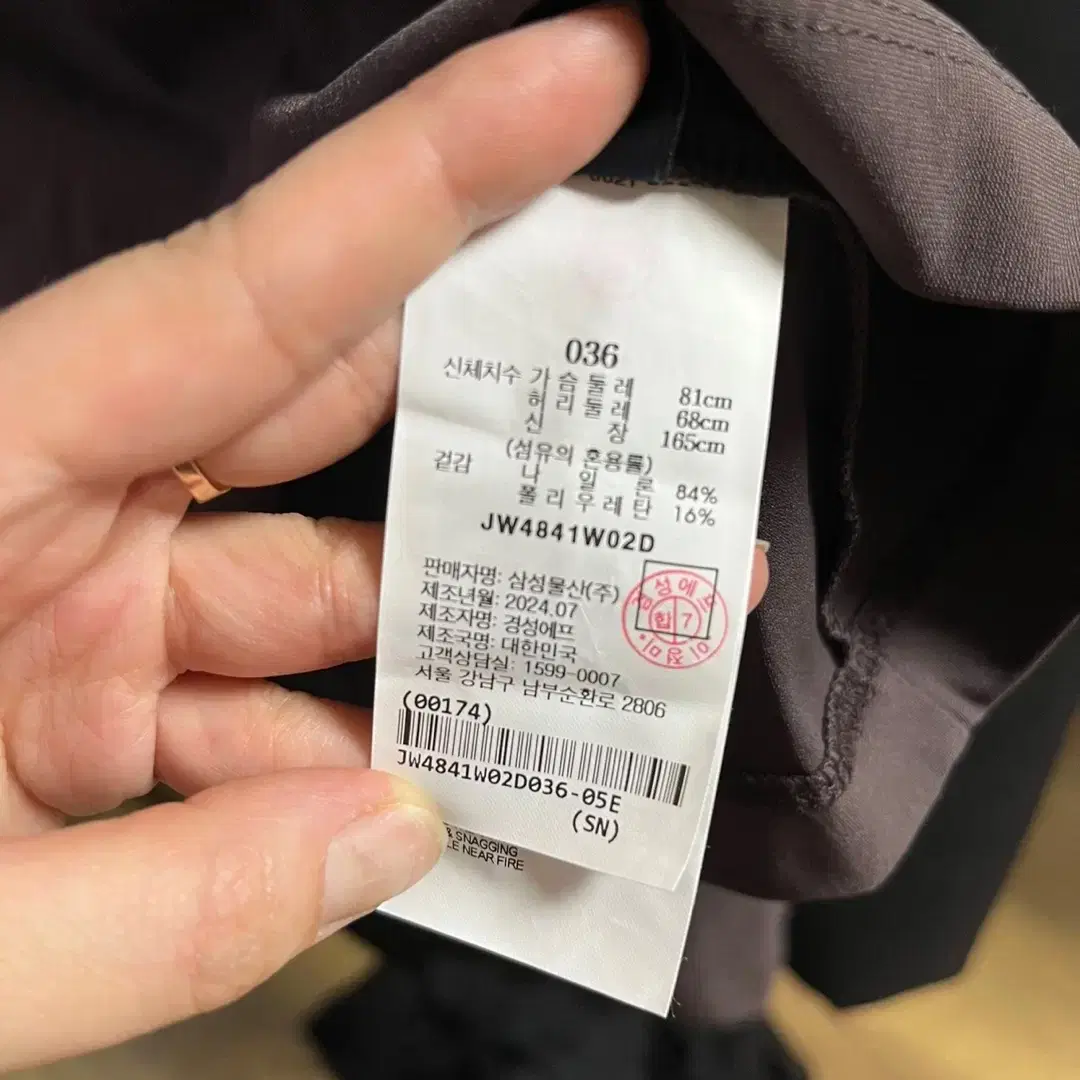 036
신체치수 가슴둘레 81cm
허리둘레 68cm
신장 165cm
(섬유의 혼용률)
겉감 나일론 84%
폴리우레탄 16%
JW4841W02D
판매자명: 삼성물산(주)
제조년월: 2024.07
제조자명: 경성에프
제조국명: 대한민국
고객상담실: 1599-0007
서울 강남구 남부순환로 2806
합 7
(00174)
JW4841W02D036-05E
(SN)
& SNAGGING
NEAR FIRE